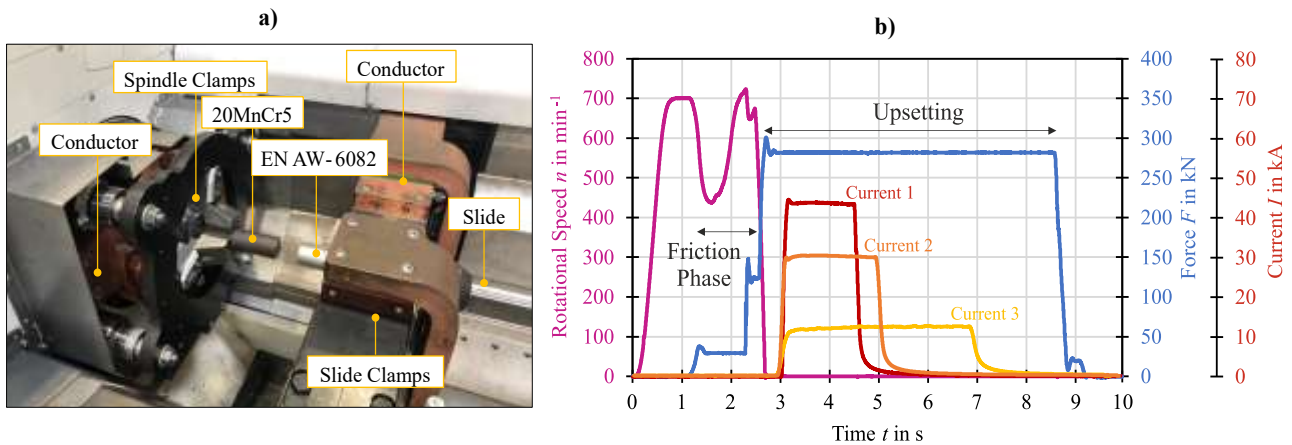 a)
Spindle Clamps
Conductor
20MnCr5
Conductor
EN AW-6082
Slide
Slide Clamps
b)
Rotational Speed n in min⁻¹
800
700
600
500
400
300
200
100
0
Upsetting
Friction
Phase
Current 1
Current 2
Current 3
0 1 2 3 4 5 6 7 8 9 10
Time t in s
400
350
300
250
200
150
100
50
0
Force F in kN
80
70
60
50
40
30
20
10
0
Current I in kA